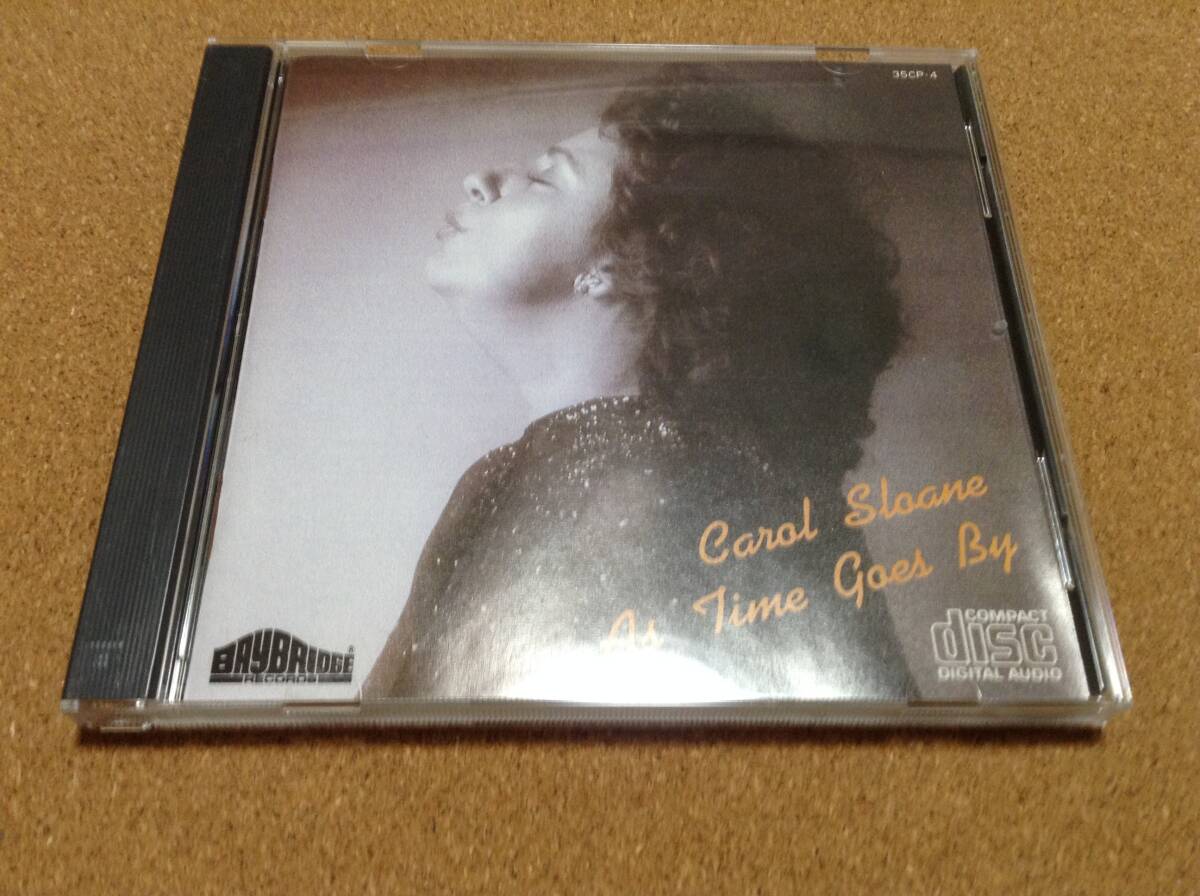 35CP-4
Carol Sloane
As Time Goes By
BAYBRIDGE
RECORDS
COMPACT
disc
DIGITAL AUDIO